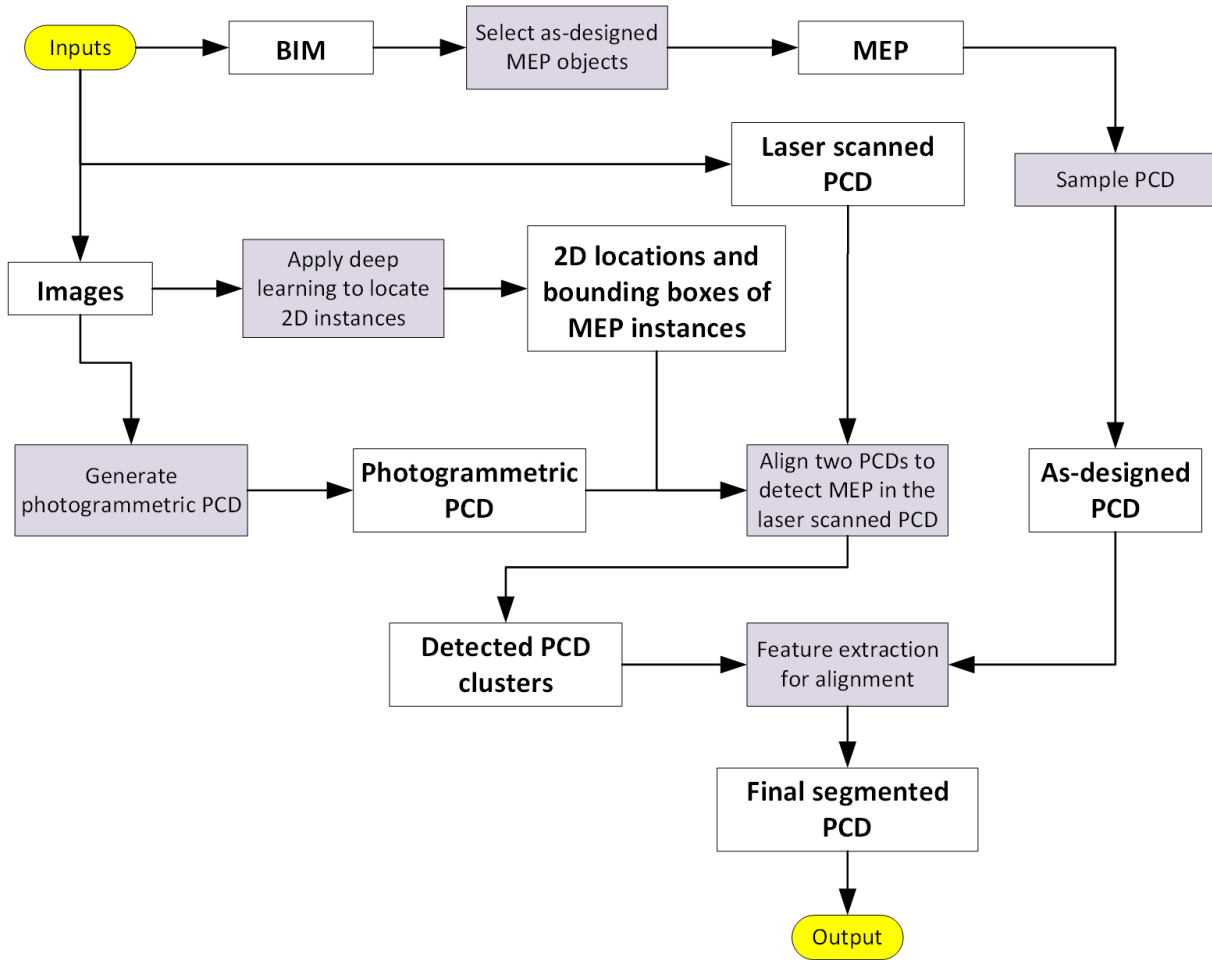 Inputs
BIM
Select as-designed
MEP objects
MEP
Laser scanned
PCD
Sample PCD
Images
Apply deep
learning to locate
2D instances
2D locations and
bounding boxes of
MEP instances
Generate
photogrammetric PCD
Photogrammetric
PCD
Align two PCDs to
detect MEP in the
laser scanned PCD
As-designed
PCD
Detected PCD
clusters
Feature extraction
for alignment
Final segmented
PCD
Output